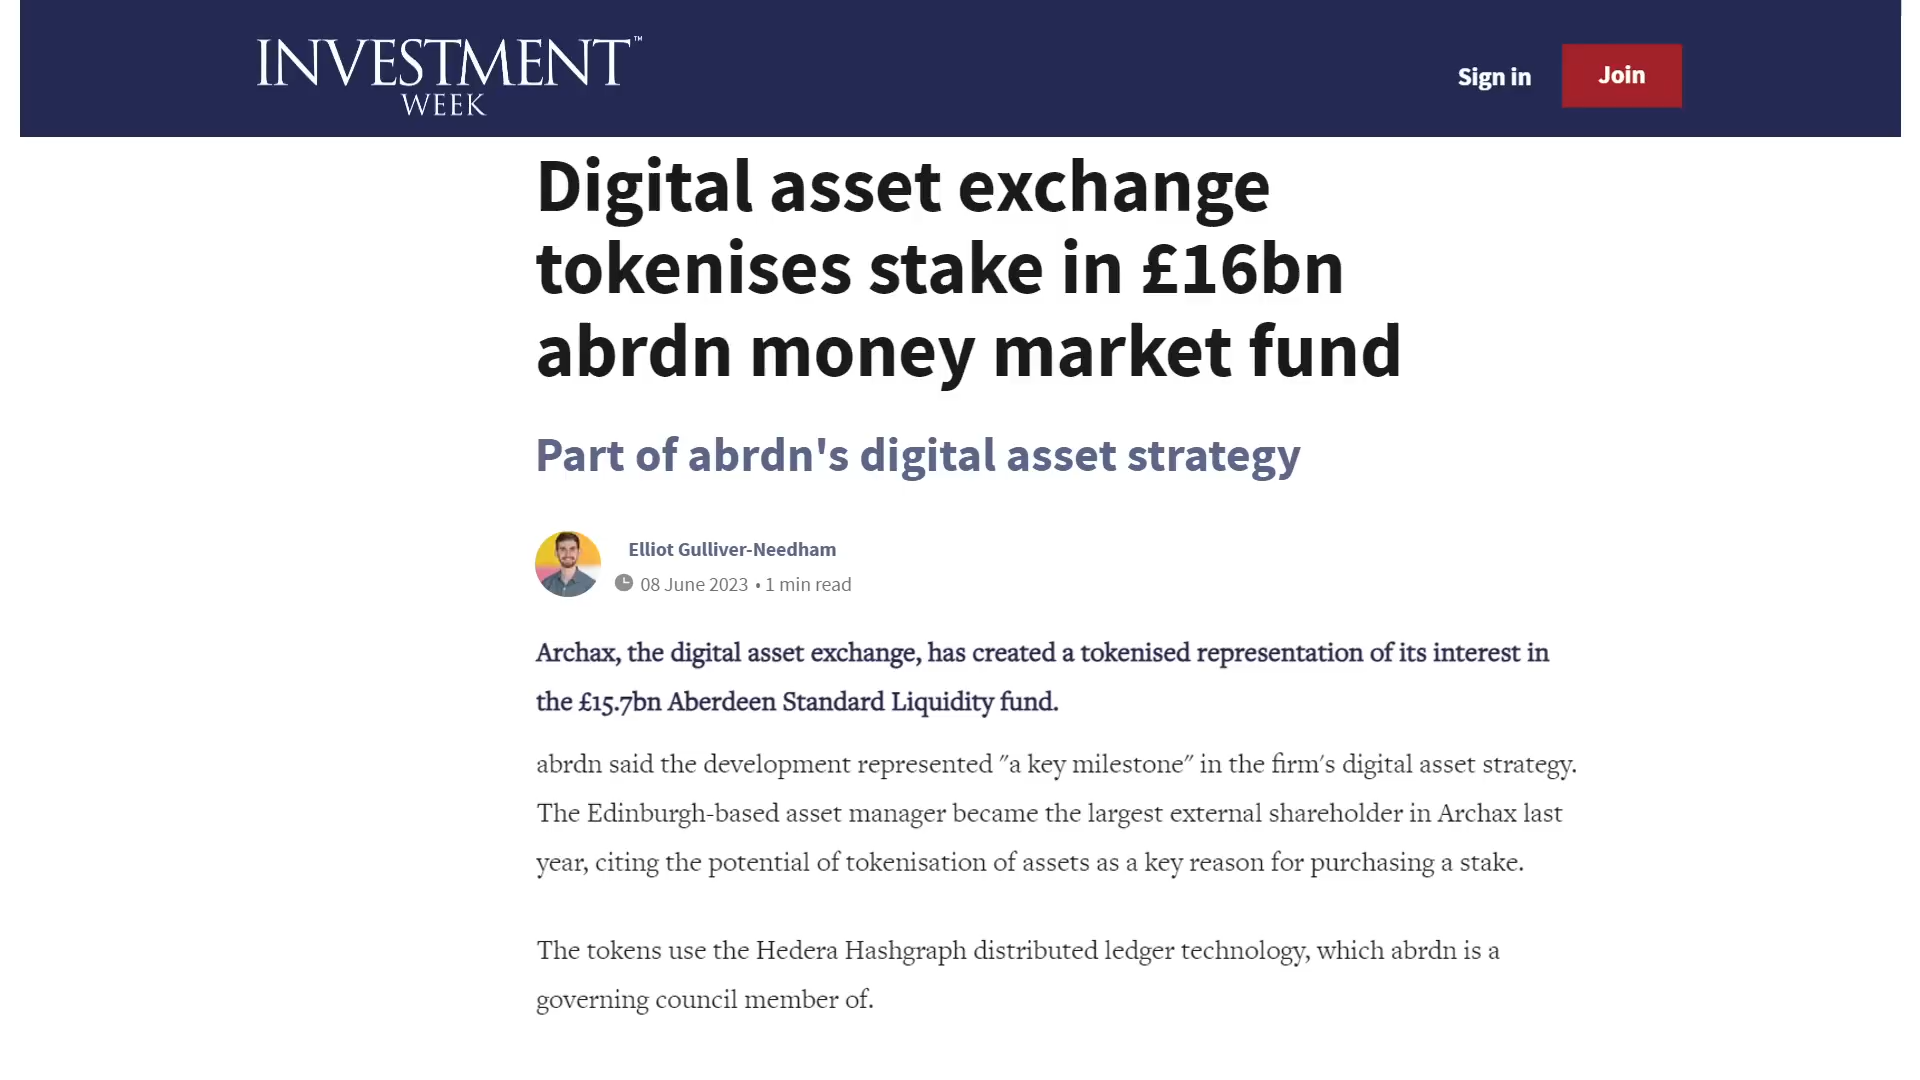 INVESTMENT™
WEEK
Sign in
Join
Digital asset exchange
tokenises stake in £16bn
abrdn money market fund
Part of abrdn's digital asset strategy
Elliot Gulliver-Needham
08 June 2023 • 1 min read
Archax, the digital asset exchange, has created a tokenised representation of its interest in
the £15.7bn Aberdeen Standard Liquidity fund.
abrdn said the development represented "a key milestone" in the firm's digital asset strategy.
The Edinburgh-based asset manager became the largest external shareholder in Archax last
year, citing the potential of tokenisation of assets as a key reason for purchasing a stake.
The tokens use the Hedera Hashgraph distributed ledger technology, which abrdn is a
governing council member of.